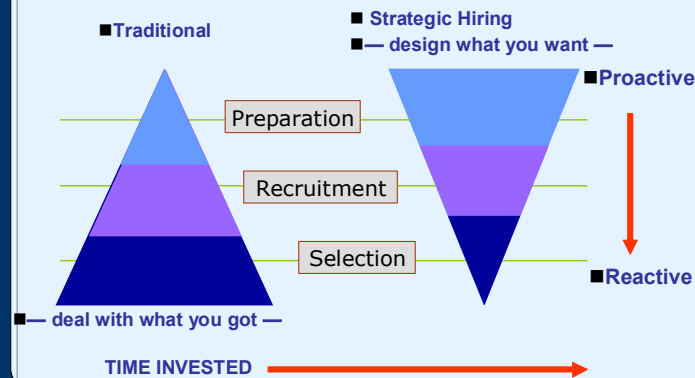 ■Traditional
■ Strategic Hiring
■— design what you want —
■Proactive
Preparation
Recruitment
Selection
■Reactive
■— deal with what you got —
TIME INVESTED